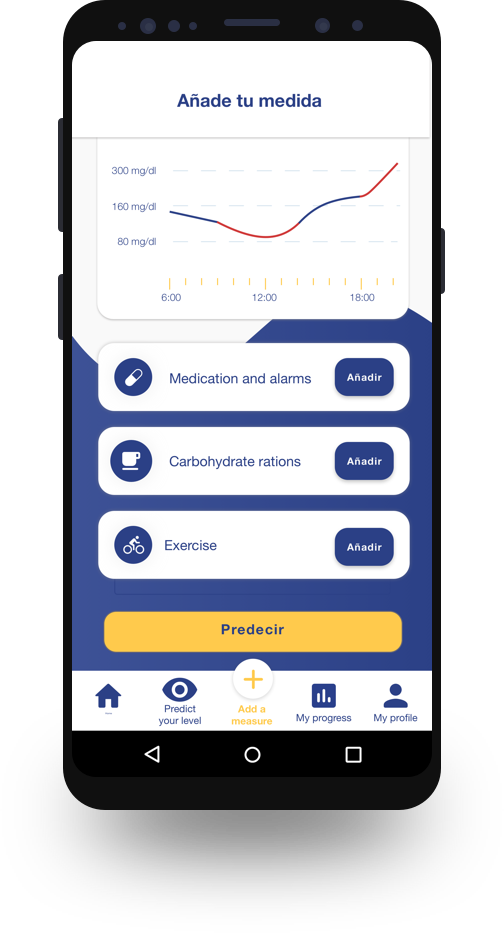 Añade tu medida
300 mg/dl
160 mg/dl
80 mg/dl
6:00 12:00 18:00
Medication and alarms Añadir
Carbohydrate rations Añadir
Exercise Añadir
Predecir
Predict
your level
Add a
measure
My progress
My profile